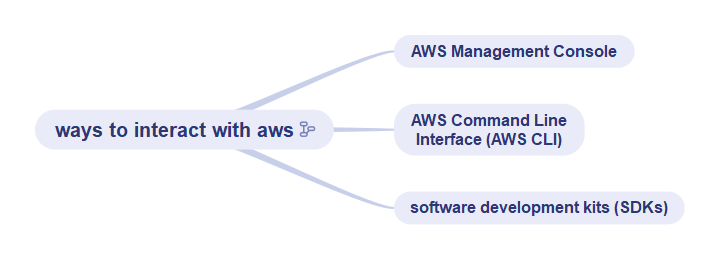 AWS Management Console
ways to interact with aws
AWS Command Line
Interface (AWS CLI)
software development kits (SDKs)